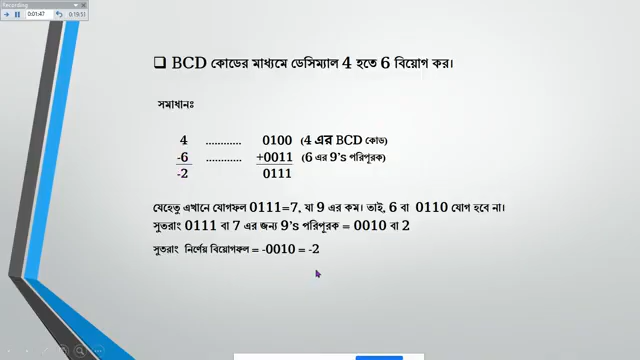 Recording
0:01:47
0:19:51
❑ BCD কোডের মাধ্যমে ডেসিম্যাল 4 হতে 6 বিয়োগ কর।
সমাধানঃ
4 ............ 0100 (4 এর BCD কোড)
-6 ............ +0011 (6 এর 9’s পরিপূরক)
-2 0111
যেহেতু এখানে যোগফল 0111=7, যা 9 এর কম। তাই, 6 বা 0110 যোগ হবে না।
সুতরাং 0111 বা 7 এর জন্য 9’s পরিপূরক = 0010 বা 2
সুতরাং নির্ণেয় বিয়োগফল = -0010 = -2